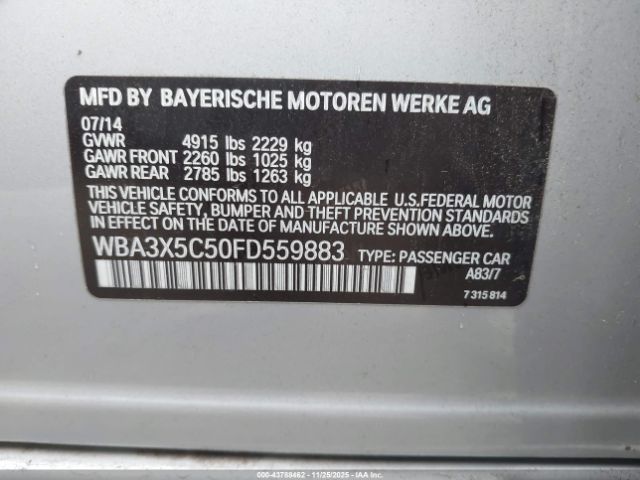 MFD BY BAYERISCHE MOTOREN WERKE AG
07/14
GVWR 4915 lbs 2229 kg
GAWR FRONT 2260 lbs 1025 kg
GAWR REAR 2785 lbs 1263 kg
THIS VEHICLE CONFORMS TO ALL APPLICABLE U.S.FEDERAL MOTOR
VEHICLE SAFETY, BUMPER AND THEFT PREVENTION STANDARDS
IN EFFECT ON THE DATE OF MANUFACTURE SHOWN ABOVE.
WBA3X5C50FD559883 TYPE: PASSENGER CAR
A83/7
7 315 814
000-43788462 - 11/25/2025 - IAAI.COM